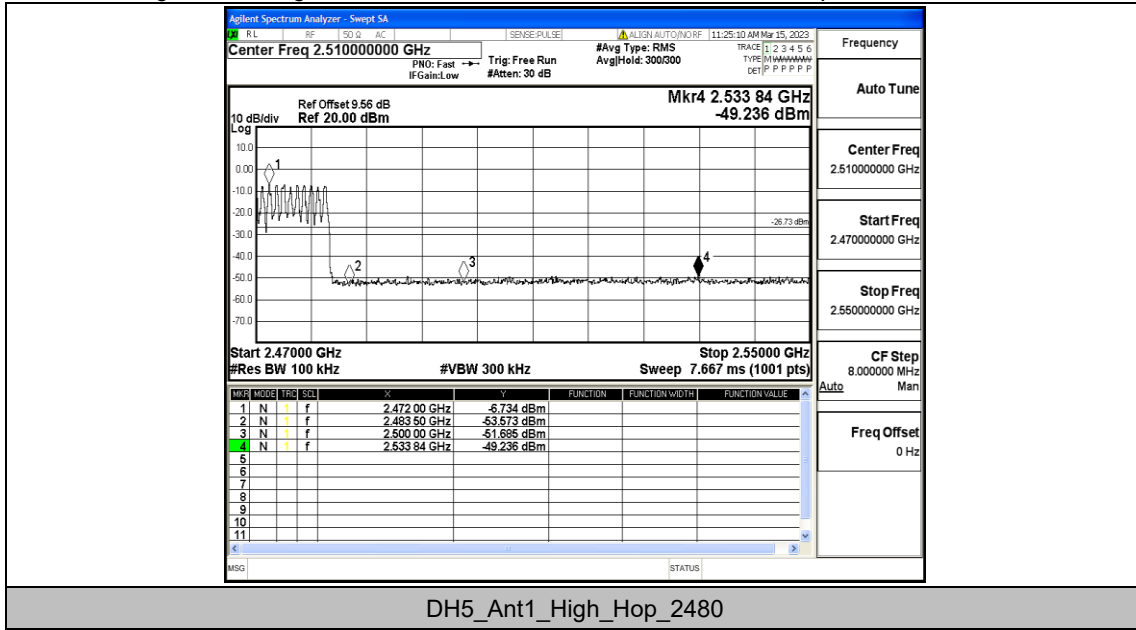 Agilent Spectrum Analyzer - Swept SA
RL RF 50 Ω AC SENSE:PULSE ALIGN AUTO/NO RF 11:25:10 AM Mar 15, 2023
Center Freq 2.510000000 GHz #Avg Type: RMS TRACE 1 2 3 4 5 6
PNO: Fast Trig: Free Run Avg|Hold: 300/300 TYPE M
IFGain:Low #Atten: 30 dB DET P P P P P P
Mkr4 2.533 84 GHz
-49.236 dBm
Ref Offset 9.56 dB
10 dB/div Ref 20.00 dBm
Log
10.0
0.00
-10.0
-20.0
-30.0
-40.0
-50.0
-60.0
-70.0
1
2
3
4
-26.73 dBm
Start 2.47000 GHz Stop 2.55000 GHz
#Res BW 100 kHz #VBW 300 kHz Sweep 7.667 ms (1001 pts)
MKR MODE TRC SCL X Y FUNCTION FUNCTION WIDTH FUNCTION VALUE
1 N 1 f 2.472 00 GHz -6.734 dBm
2 N 1 f 2.483 50 GHz -53.573 dBm
3 N 1 f 2.500 00 GHz -51.685 dBm
4 N 1 f 2.533 84 GHz -49.236 dBm
5
6
7
8
9
10
11
MSG STATUS
Frequency
Auto Tune
Center Freq
2.510000000 GHz
Start Freq
2.470000000 GHz
Stop Freq
2.550000000 GHz
CF Step
8.000000 MHz
Auto Man
Freq Offset
0 Hz
DH5_Ant1_High_Hop_2480